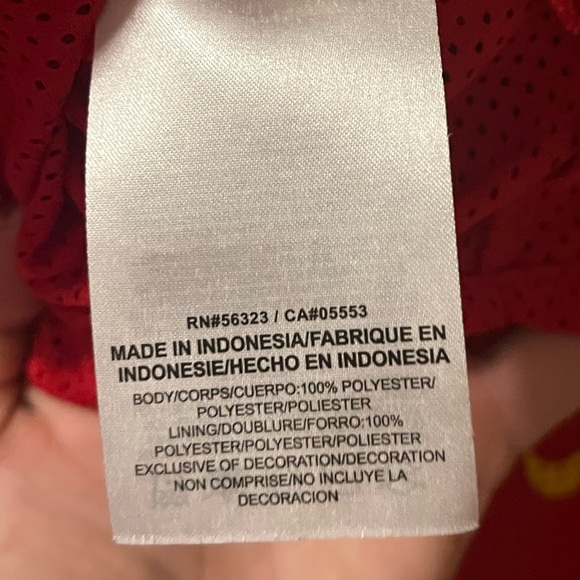 RN#56323 / CA#05553
MADE IN INDONESIA/FABRIQUE EN
INDONESIE/HECHO EN INDONESIA
BODY/CORPS/CUERPO:100% POLYESTER/
POLYESTER/POLIESTER
LINING/DOUBLURE/FORRO:100%
POLYESTER/POLYESTER/POLIESTER
EXCLUSIVE OF DECORATION/DECORATION
NON COMPRISE/NO INCLUYE LA
DECORACION